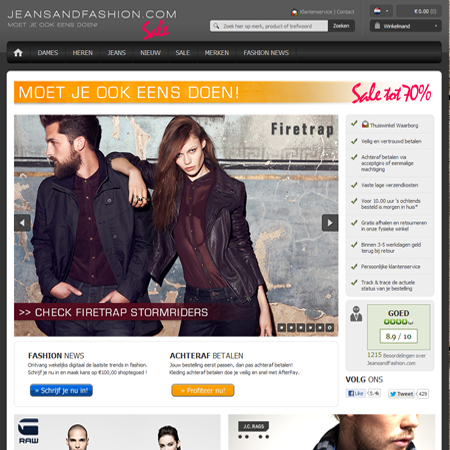 JEANSANDFASHION.COM
MOET JE OOK EENS DOEN!
Sale
Klantenservice | Contact
Zoek hier op merk, product of trefwoord
Zoeken
€ 0.00 (0)
Winkelmand
DAMES HEREN JEANS NIEUW SALE MERKEN FASHION NEWS
MOET JE OOK EENS DOEN!
Sale tot 70%
Firetrap
>> CHECK FIRETRAP STORMRIDERS
Thuiswinkel Waarborg
Veilig en vertrouwd betalen
Achteraf betalen via
acceptgiro of eenmalige
machtiging
Vaste lage verzendkosten
Voor 10.00 uur 's ochtends
besteld is morgen in huis*
Gratis afhalen en retourneren
in onze fysieke winkel
Binnen 3-5 werkdagen geld
terug bij retour
Persoonlijke klantenservice
Track & trace de actuele
status van je bestelling
GOED
8.9 / 10
1215 Beoordelingen over
JeansandFashion.com
VOLG ONS
Like 5.4k
Tweet 429
FASHION NEWS
Ontvang wekelijks digitaal de laatste trends in fashion.
Schrijf je nu in en maak kans op €100,00 shoptegoed !
» Schrijf je nu in!
ACHTERAF BETALEN
Jouw bestelling eerst passen, dan pas achteraf betalen!
Kleding achteraf betalen doe je veilig en snel met AfterPay.
» Profiteer nu!
G
RAW
J.C. RAGS